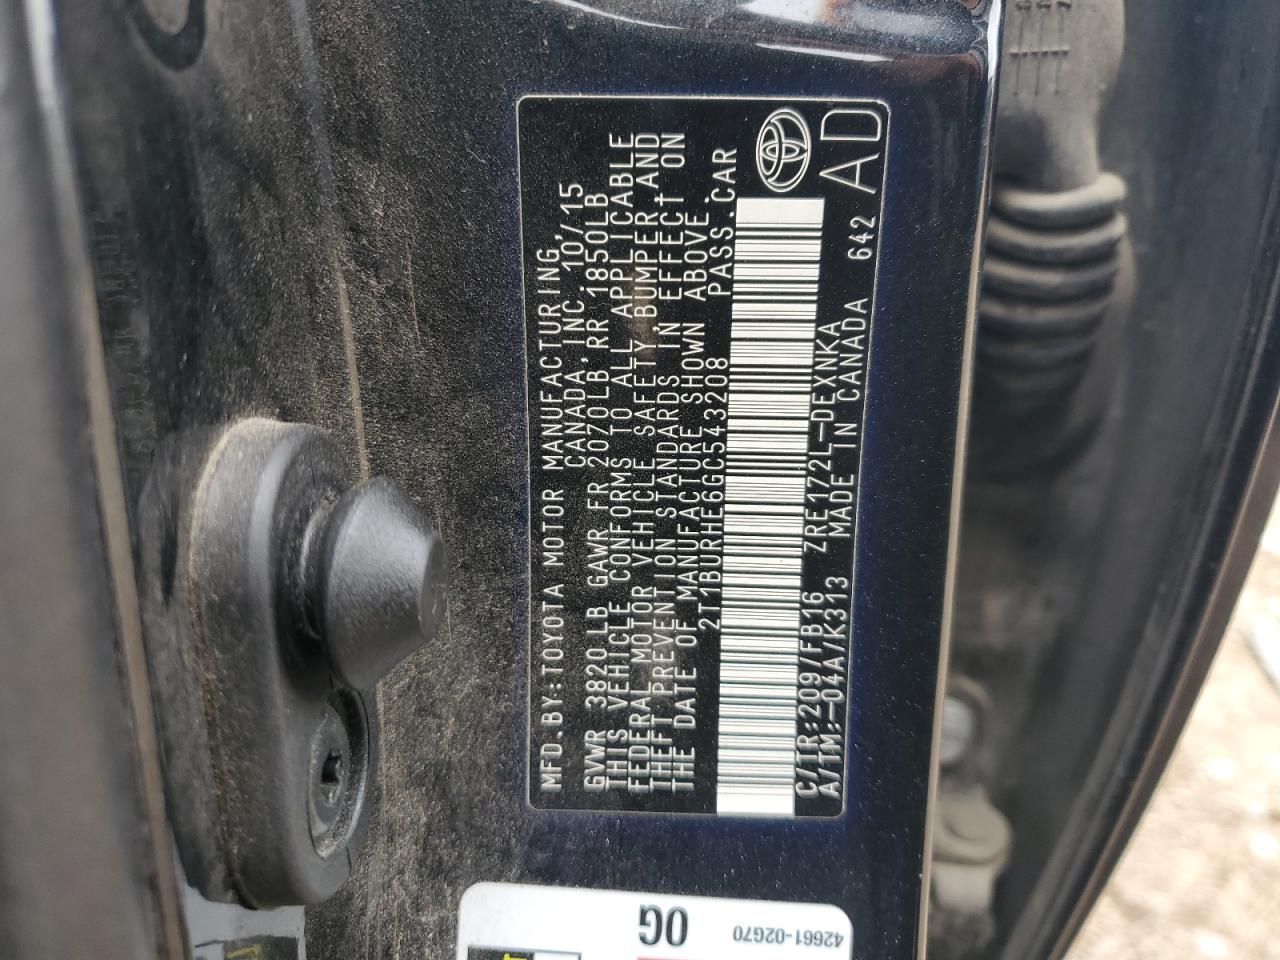 MFD.BY:TOYOTA MOTOR MANUFACTURING
CANADA,INC. 10/15
GVWR 3820LB GAWR FR 2070LB RR 1850LB
THIS VEHICLE CONFORMS TO ALL APPLICABLE
FEDERAL MOTOR VEHICLE SAFETY,BUMPER,AND
THEFT PREVENTION STANDARDS IN EFFECT ON
THE DATE OF MANUFACTURE SHOWN ABOVE.
2T1BURHE6GC543208 PASS.CAR
C/TR:209/FB16 ZRE172L-DEXNKA
A/TM:-04A/K313 MADE IN CANADA 642
AD
0G
42661-02G70